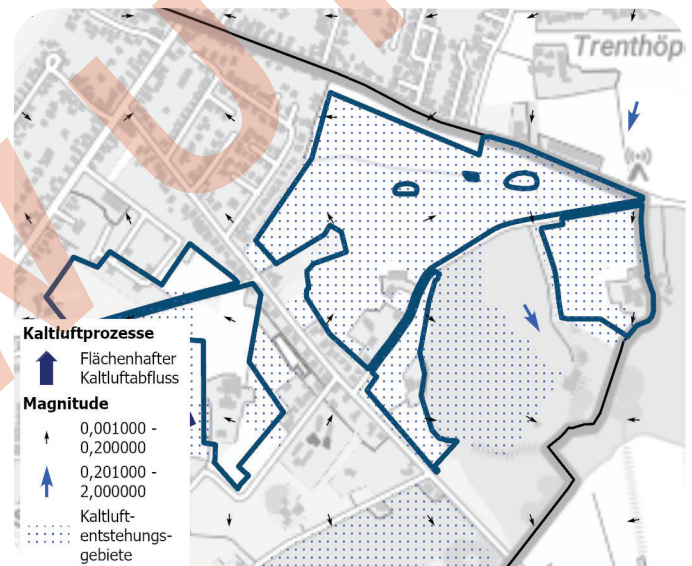 Trenthöp
Kaltluftprozesse
Flächenhafter
Kaltluftabfluss
Magnitude
0,001000 -
0,200000
0,201000 -
2,000000
Kaltluft-
entstehungs-
gebiete